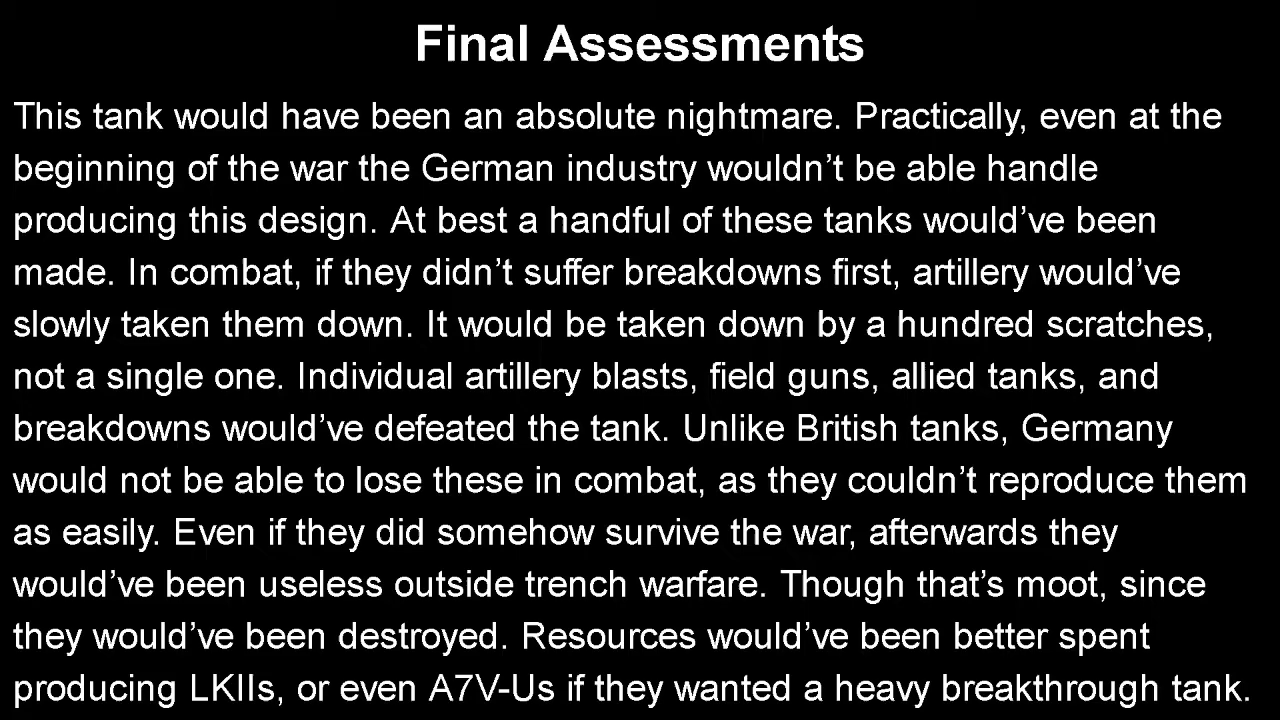 Final Assessments
This tank would have been an absolute nightmare. Practically, even at the
beginning of the war the German industry wouldn’t be able handle
producing this design. At best a handful of these tanks would’ve been
made. In combat, if they didn’t suffer breakdowns first, artillery would’ve
slowly taken them down. It would be taken down by a hundred scratches,
not a single one. Individual artillery blasts, field guns, allied tanks, and
breakdowns would’ve defeated the tank. Unlike British tanks, Germany
would not be able to lose these in combat, as they couldn’t reproduce them
as easily. Even if they did somehow survive the war, afterwards they
would’ve been useless outside trench warfare. Though that’s moot, since
they would’ve been destroyed. Resources would’ve been better spent
producing LKIIs, or even A7V-Us if they wanted a heavy breakthrough tank.